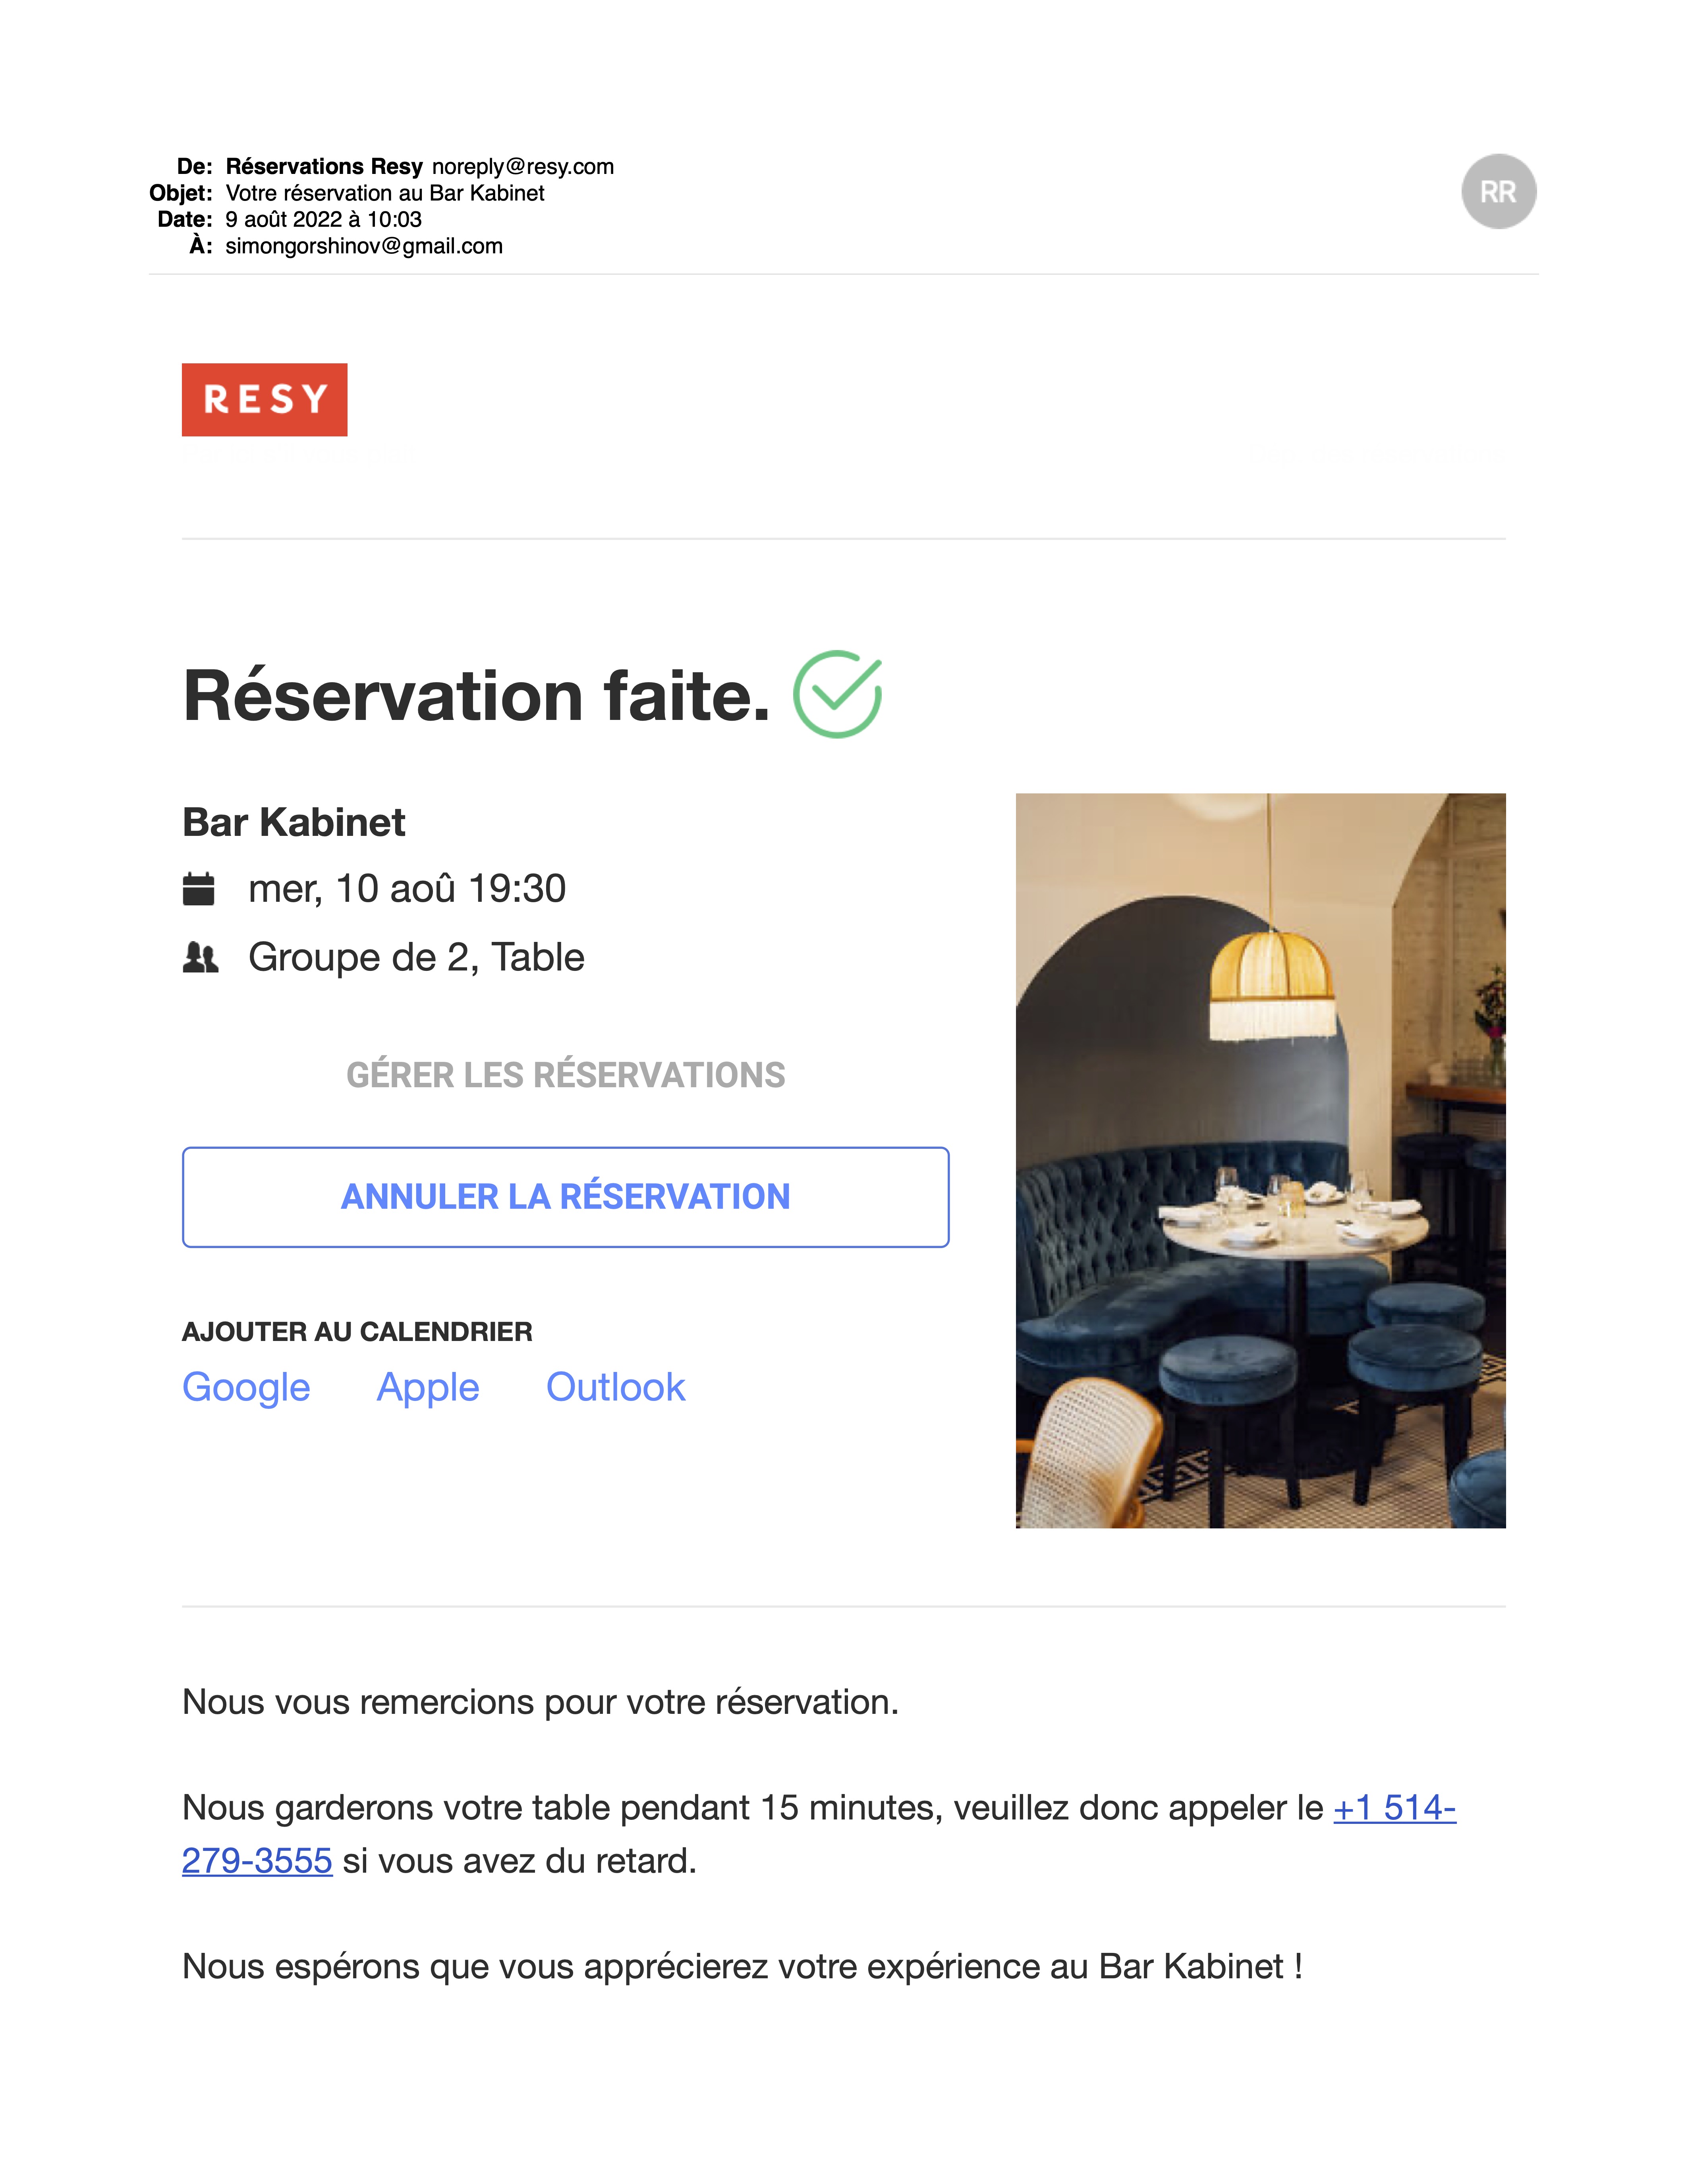 De: Réservations Resy noreply@resy.com
Objet: Votre réservation au Bar Kabinet
Date: 9 août 2022 à 10:03
À: simongorshinov@gmail.com
RR
RESY
Réservation faite.
Bar Kabinet
mer, 10 aoû 19:30
Groupe de 2, Table
GÉRER LES RÉSERVATIONS
ANNULER LA RÉSERVATION
AJOUTER AU CALENDRIER
Google Apple Outlook
Nous vous remercions pour votre réservation.
Nous garderons votre table pendant 15 minutes, veuillez donc appeler le +1 514-
279-3555 si vous avez du retard.
Nous espérons que vous apprécierez votre expérience au Bar Kabinet !